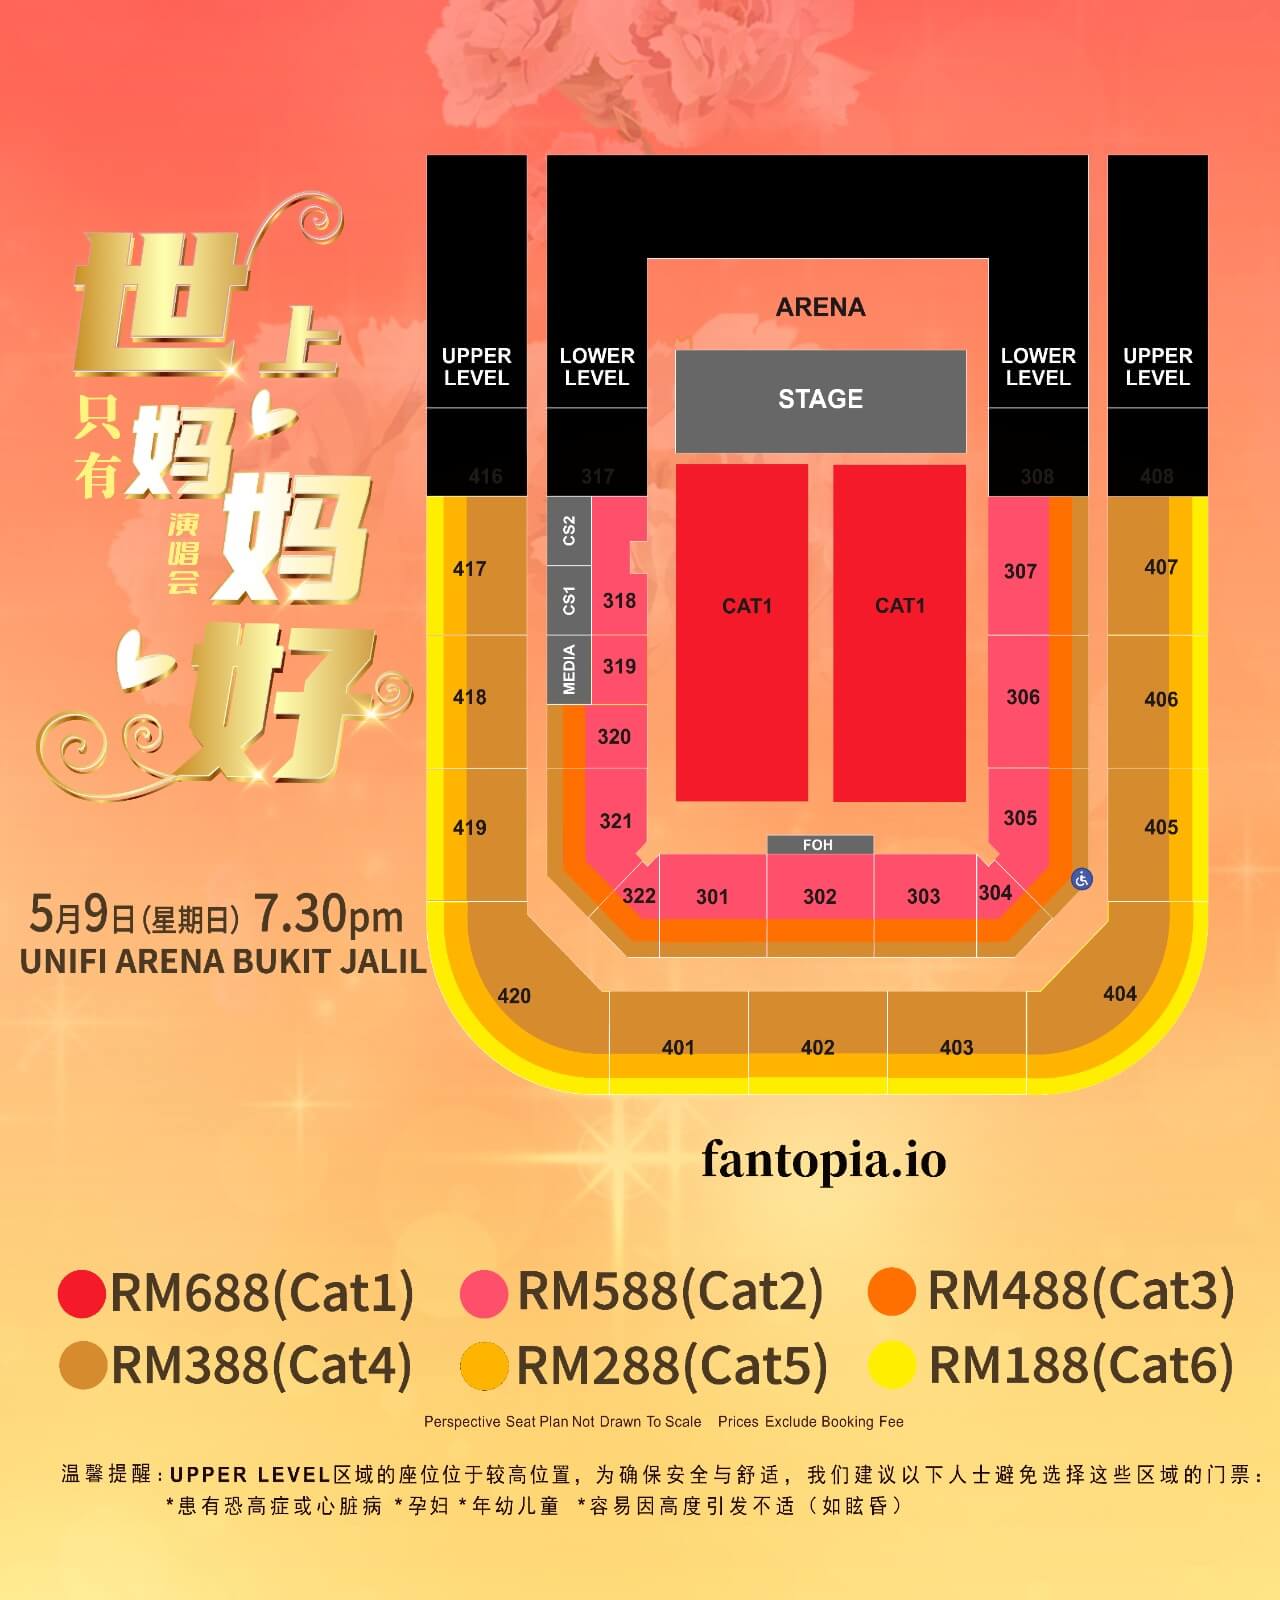 世上
只有妈妈
演唱会
好
5月9日(星期日) 7.30pm
UNIFI ARENA BUKIT JALIL
ARENA
STAGE
UPPER LEVEL
LOWER LEVEL
LOWER LEVEL
UPPER LEVEL
416
317
308
408
CS2
CS1
MEDIA
417
318
CAT1
CAT1
307
407
319
418
320
306
406
419
321
305
405
FOH
322
301
302
303
304
420
401
402
403
404
fantopia.io
RM688(Cat1)
RM588(Cat2)
RM488(Cat3)
RM388(Cat4)
RM288(Cat5)
RM188(Cat6)
Perspective Seat Plan Not Drawn To Scale Prices Exclude Booking Fee
温馨提醒：UPPER LEVEL区域的座位位于较高位置，为确保安全与舒适，我们建议以下人士避免选择这些区域的门票：
*患有恐高症或心脏病 *孕妇 *年幼儿童 *容易因高度引发不适（如眩昏）